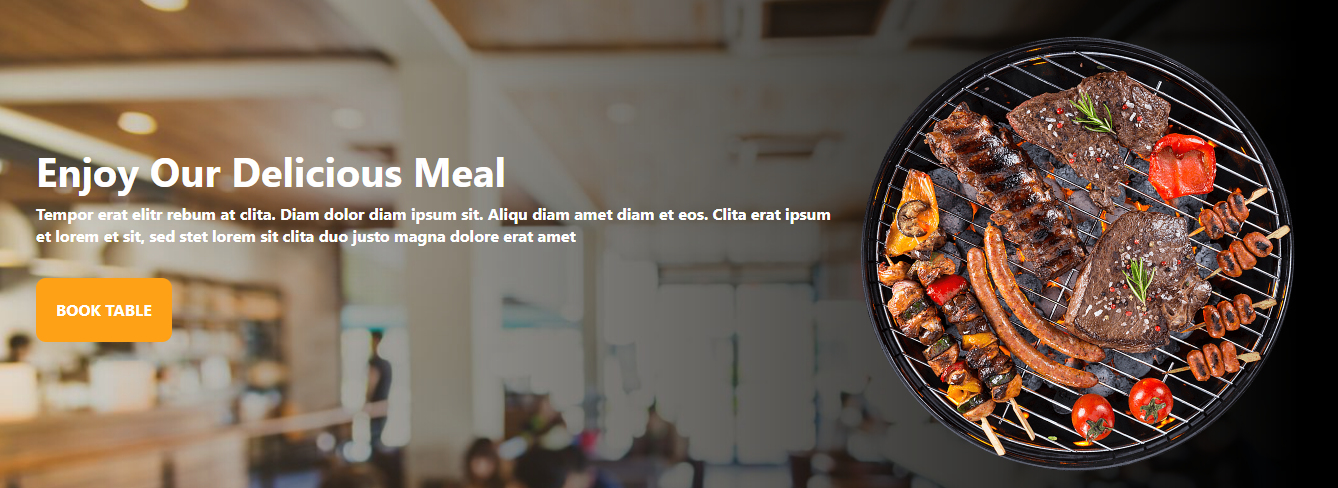 Enjoy Our Delicious Meal
Tempor erat elitr rebum at clita. Diam dolor diam ipsum sit. Aliqu diam amet diam et eos. Clita erat ipsum
et lorem et sit, sed stet lorem sit clita duo justo magna dolore erat amet
BOOK TABLE